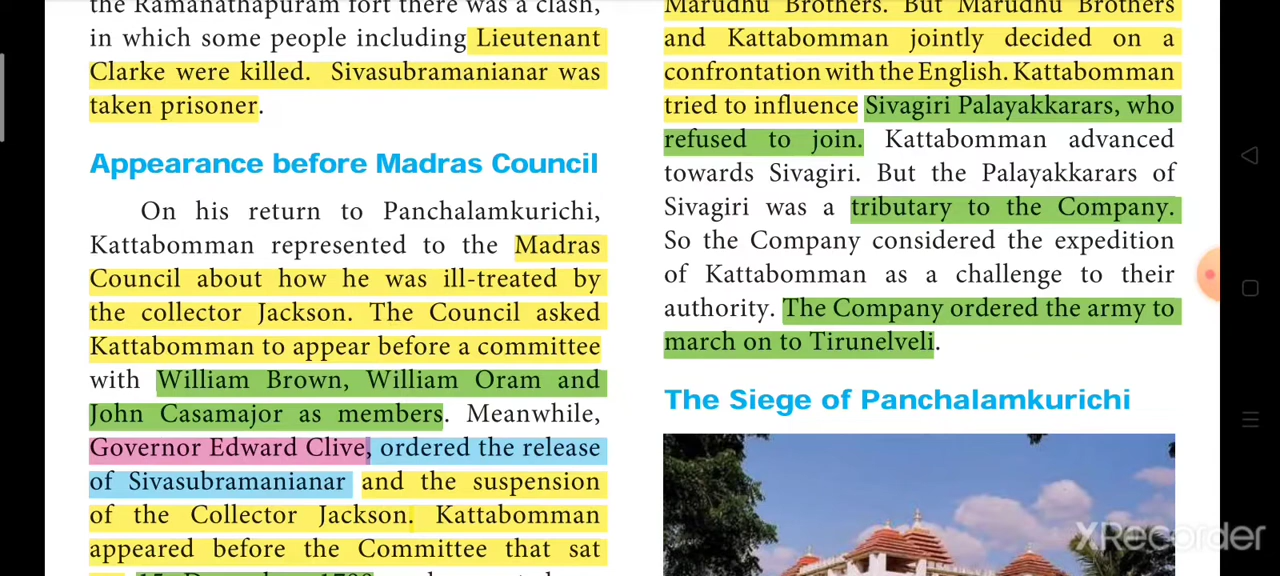 the Ramanathapuram fort there was a clash,
in which some people including Lieutenant
Clarke were killed. Sivasubramanianar was
taken prisoner.
Appearance before Madras Council
On his return to Panchalamkurichi,
Kattabomman represented to the Madras
Council about how he was ill-treated by
the collector Jackson. The Council asked
Kattabomman to appear before a committee
with William Brown, William Oram and
John Casamajor as members. Meanwhile,
Governor Edward Clive, ordered the release
of Sivasubramanianar and the suspension
of the Collector Jackson. Kattabomman
appeared before the Committee that sat
Marudhu Brothers. But Marudhu Brothers
and Kattabomman jointly decided on a
confrontation with the English. Kattabomman
tried to influence Sivagiri Palayakkarars, who
refused to join. Kattabomman advanced
towards Sivagiri. But the Palayakkarars of
Sivagiri was a tributary to the Company.
So the Company considered the expedition
of Kattabomman as a challenge to their
authority. The Company ordered the army to
march on to Tirunelveli.
The Siege of Panchalamkurichi
XRecorder